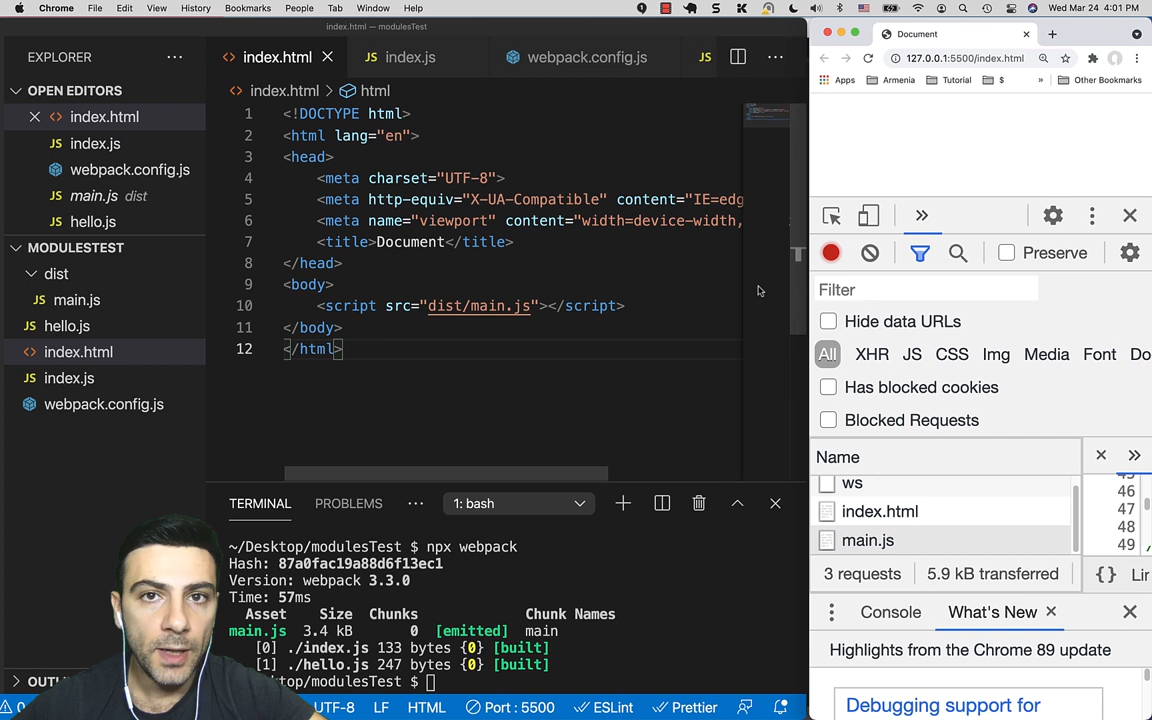 Chrome File Edit View History Bookmarks People Tab Window Help Wed Mar 24 4:01 PM
index.html — modulesTest
EXPLORER
OPEN EDITORS
index.html
JS index.js
webpack.config.js
JS main.js dist
JS hello.js
MODULESTEST
dist
JS main.js
JS hello.js
index.html
JS index.js
webpack.config.js
index.html JS index.js webpack.config.js JS
index.html > html
1 <!DOCTYPE html>
2 <html lang="en">
3 <head>
4 <meta charset="UTF-8">
5 <meta http-equiv="X-UA-Compatible" content="IE=edg
6 <meta name="viewport" content="width=device-width,
7 <title>Document</title>
8 </head>
9 <body>
10 <script src="dist/main.js"></script>
11 </body>
12 </html>
TERMINAL PROBLEMS 1: bash
~/Desktop/modulesTest $ npx webpack
Hash: 87a0fac19a88d6f13ec1
Version: webpack 3.3.0
Time: 57ms
Asset Size Chunks Chunk Names
main.js 3.4 kB 0 [emitted] main
[0] ./index.js 133 bytes {0} [built]
[1] ./hello.js 247 bytes {0} [built]
esktop/modulesTest $
UTF-8 LF HTML Port : 5500 ESLint Prettier
Document
127.0.0.1:5500/index.html
Apps Armenia Tutorial $ » Other Bookmarks
Preserve
Filter
Hide data URLs
All XHR JS CSS Img Media Font Do
Has blocked cookies
Blocked Requests
Name
ws
index.html
main.js
46
47
48
49
3 requests 5.9 kB transferred {} Lir
Console What's New
Highlights from the Chrome 89 update
Debugging support for